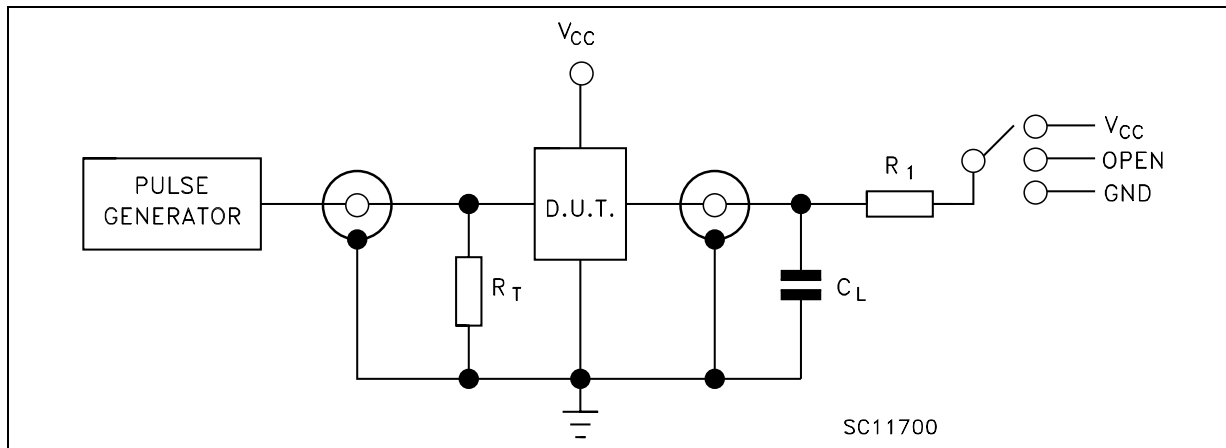 VCC
VCC
OPEN
GND
R1
PULSE
GENERATOR
D.U.T.
RT
CL
SC11700